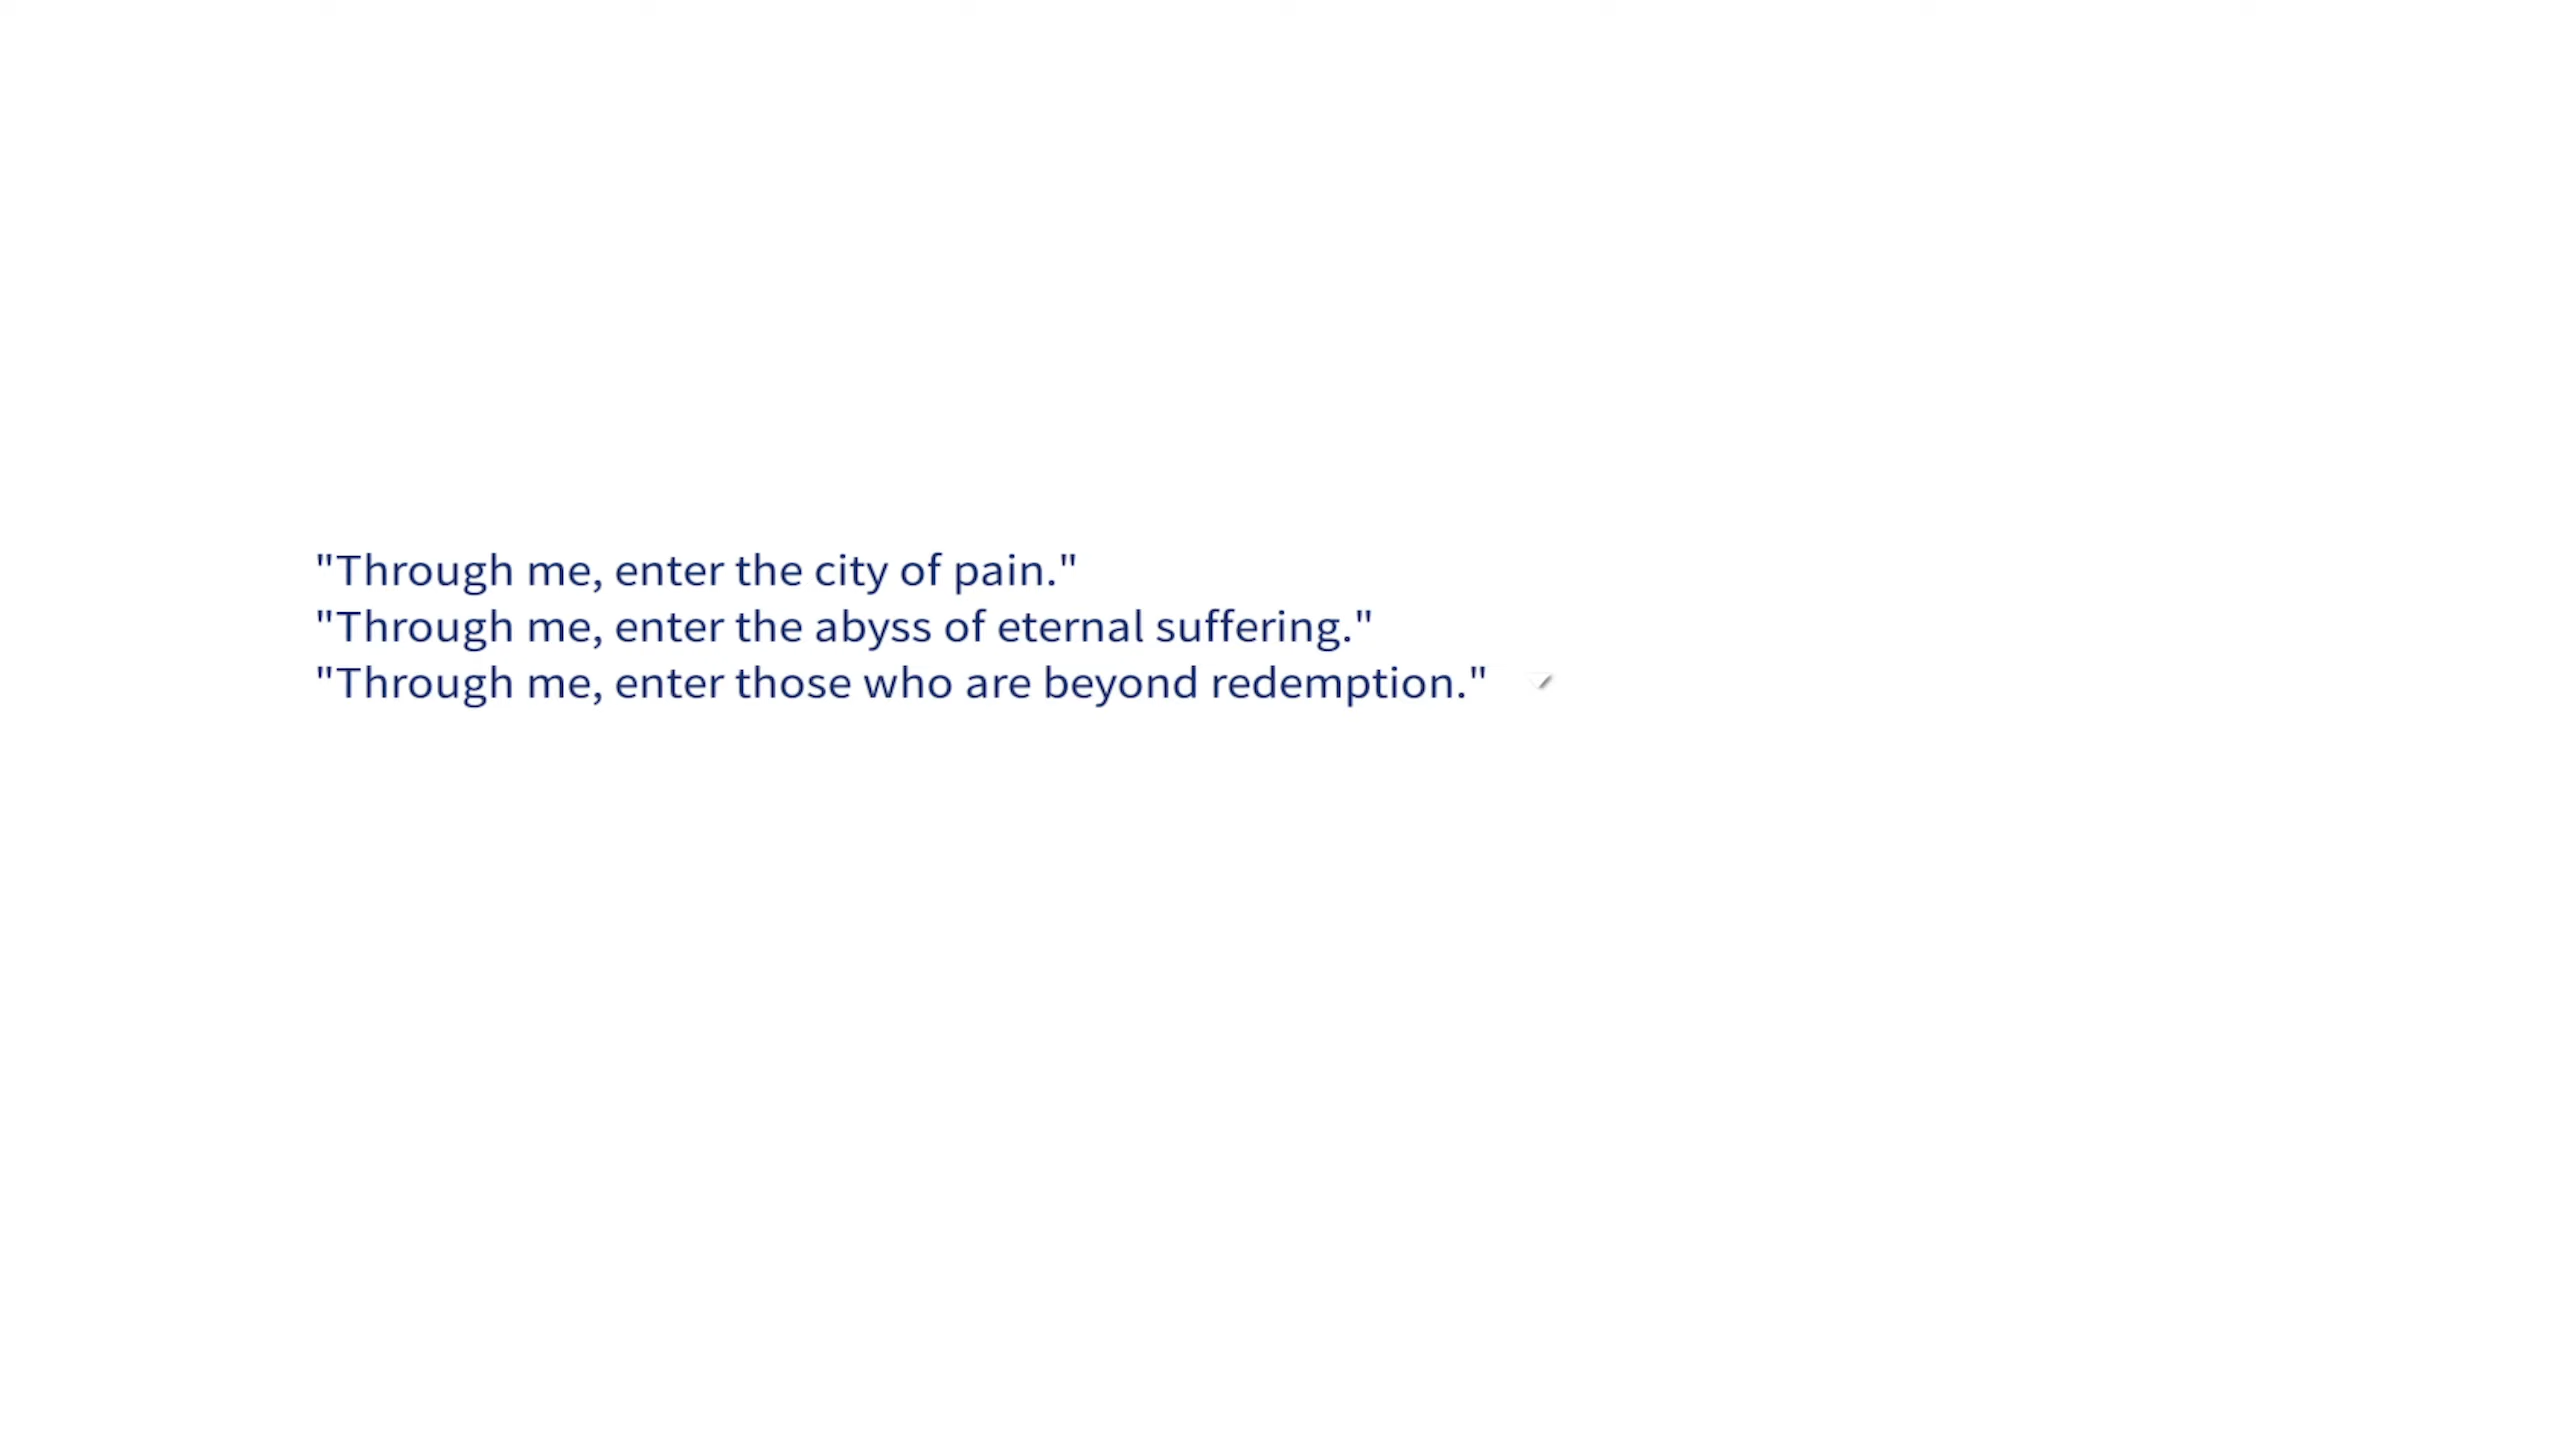 "Through me, enter the city of pain."
"Through me, enter the abyss of eternal suffering."
"Through me, enter those who are beyond redemption."